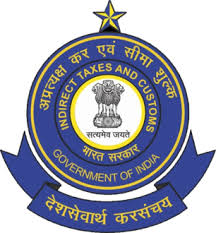 अप्रत्यक्ष कर एवं सीमा शुल्क
INDIRECT TAXES AND CUSTOMS
सत्यमेव जयते
भारत सरकार
GOVERNMENT OF INDIA
देशसेवार्थ करसंचय